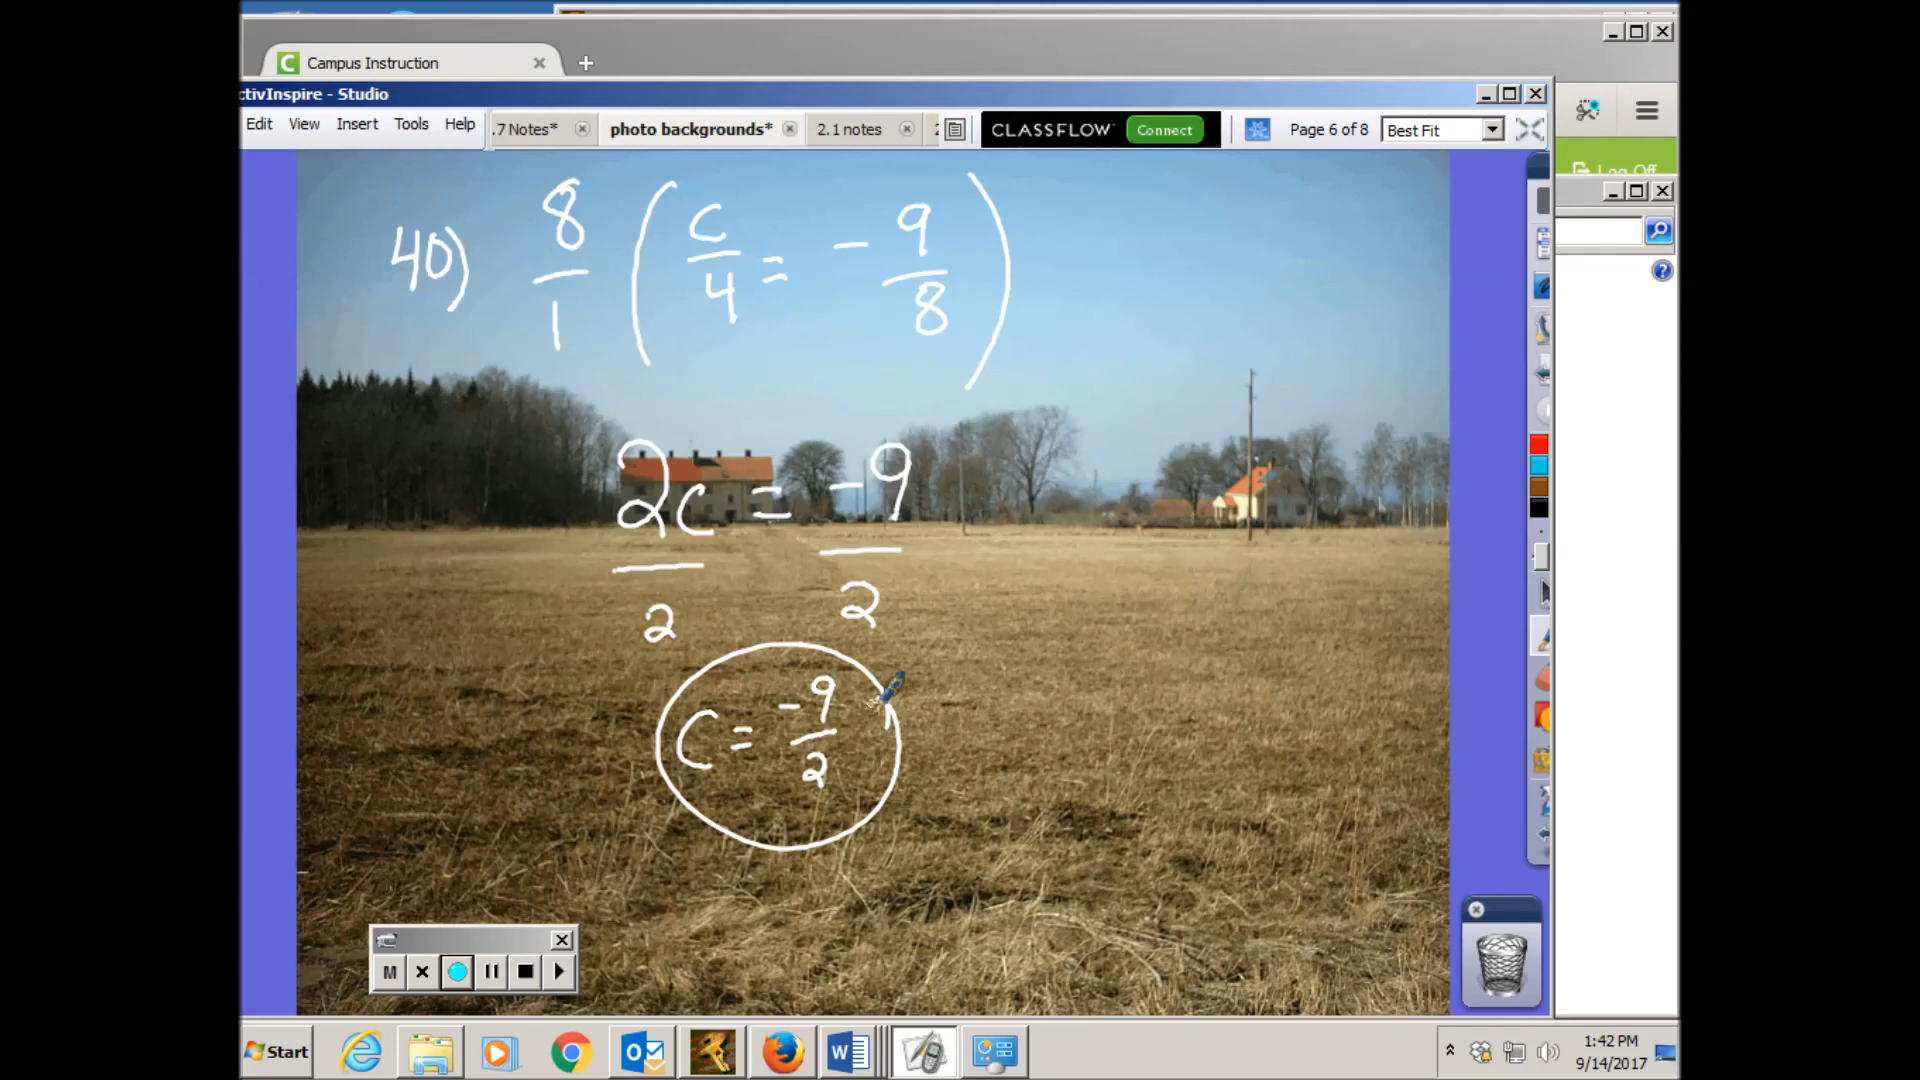 Campus Instruction
ctivInspire - Studio
Edit View Insert Tools Help
.7 Notes* photo backgrounds* 2.1 notes CLASSFLOW Connect Page 6 of 8 Best Fit
Log Off
40) 8/1 ( c/4 = - 9/8 )
2c/2 = -9/2
c = -9/2
M
Start
1:42 PM
9/14/2017